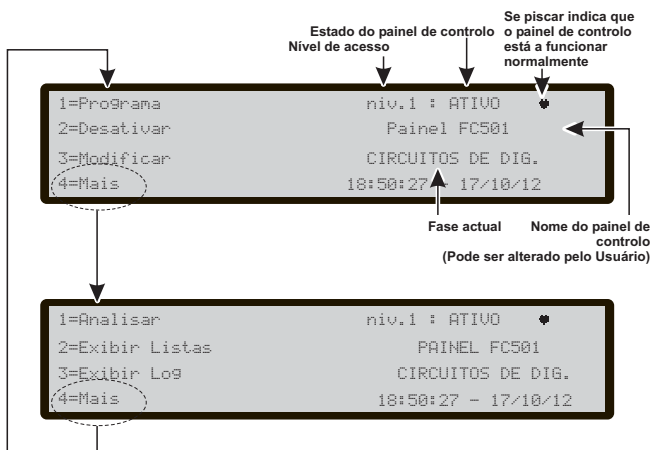 Estado do painel de controlo
Nível de acesso
Se piscar indica que
o painel de controlo
está a funcionar
normalmente
1=Programa niv.1 : ATIVO
2=Desativar Painel FC501
3=Modificar CIRCUITOS DE DIG.
4=Mais 18:50:27 - 17/10/12
Fase actual
Nome do painel de
controlo
(Pode ser alterado pelo Usuário)
1=Analisar niv.1 : ATIVO
2=Exibir Listas PAINEL FC501
3=Exibir Log CIRCUITOS DE DIG.
4=Mais 18:50:27 - 17/10/12